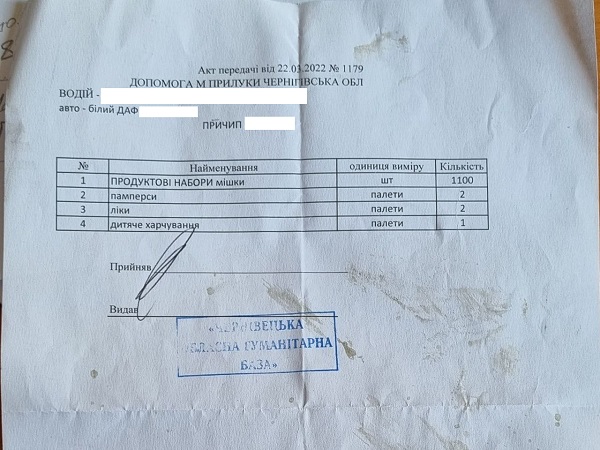 Акт передачі від 22.03.2022 № 1179
ДОПОМОГА М ПРИЛУКИ ЧЕРНІГІВСЬКА ОБЛ
ВОДІЙ -
авто - білий ДАФ
ПРИЧИП
№ Найменування одиниця виміру Кількість
1 ПРОДУКТОВІ НАБОРИ мішки шт 1100
2 памперси палети 2
3 ліки палети 2
4 дитяче харчування палети 1
Прийняв
Видав
«ЧЕРНІВЕЦЬКА
ОБЛАСНА ГУМАНІТАРНА
БАЗА»
8